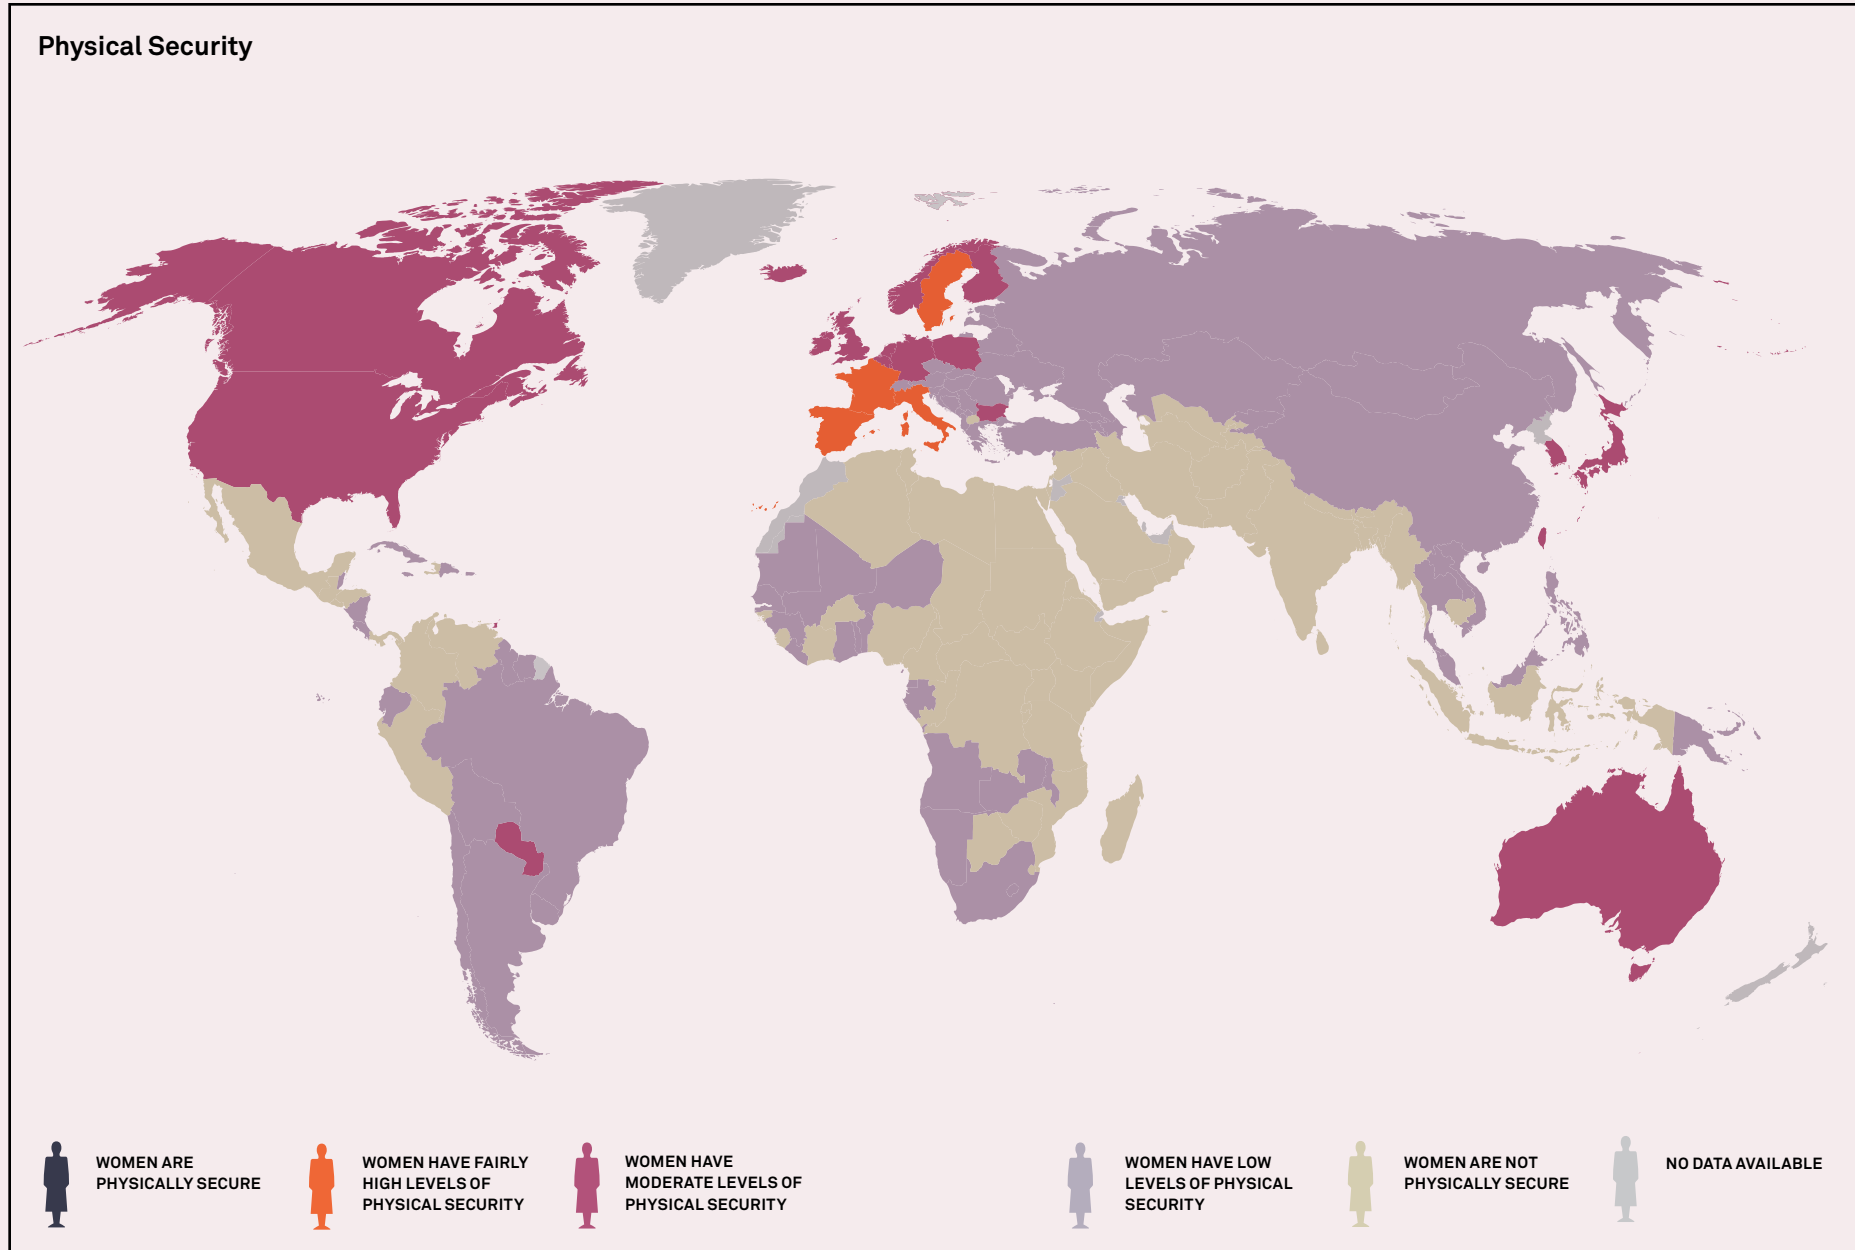 Physical Security
WOMEN ARE
PHYSICALLY SECURE
WOMEN HAVE FAIRLY
HIGH LEVELS OF
PHYSICAL SECURITY
WOMEN HAVE
MODERATE LEVELS OF
PHYSICAL SECURITY
WOMEN HAVE LOW
LEVELS OF PHYSICAL
SECURITY
WOMEN ARE NOT
PHYSICALLY SECURE
NO DATA AVAILABLE